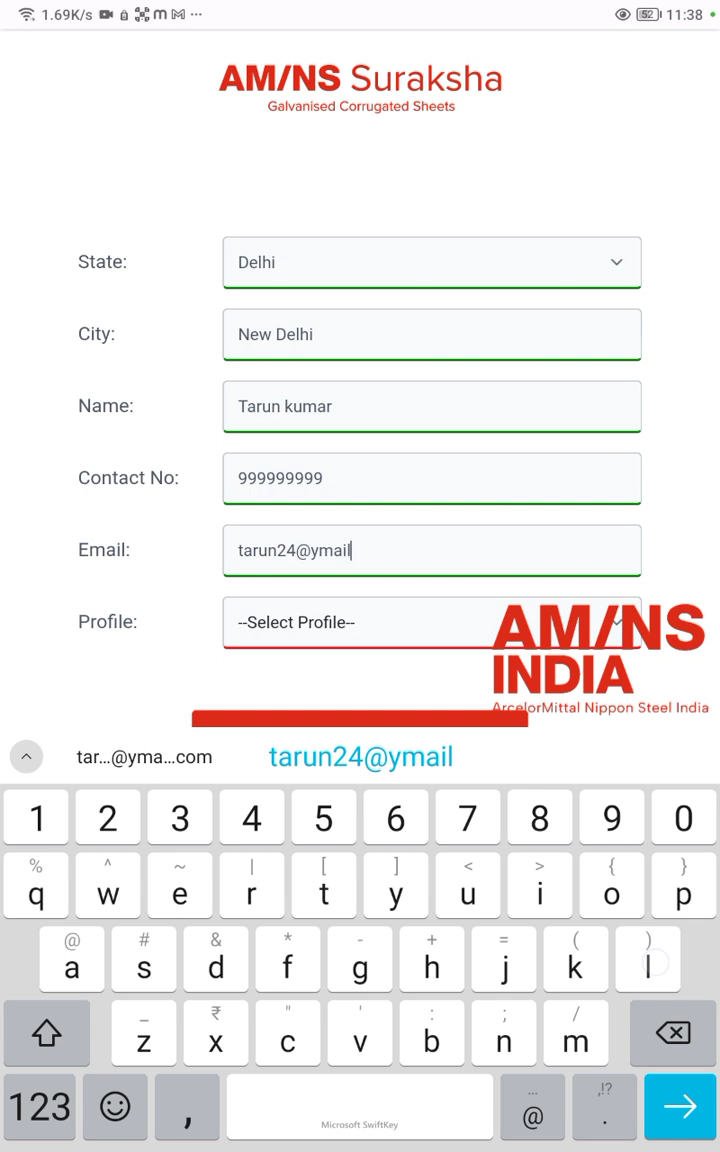 1.69K/s ... 52 11:38
AM/NS Suraksha
Galvanised Corrugated Sheets
State: Delhi
City: New Delhi
Name: Tarun kumar
Contact No: 999999999
Email: tarun24@ymail
Profile: --Select Profile--
AM/NS
INDIA
ArcelorMittal Nippon Steel India
tar...@yma...com tarun24@ymail
1 2 3 4 5 6 7 8 9 0
% ^ ~ | [ ] < > { }
q w e r t y u i o p
@ # & * - + = ( )
a s d f g h j k l
_ ₹ " ' : ; /
z x c v b n m
... ,!?
123 , @ .
Microsoft SwiftKey